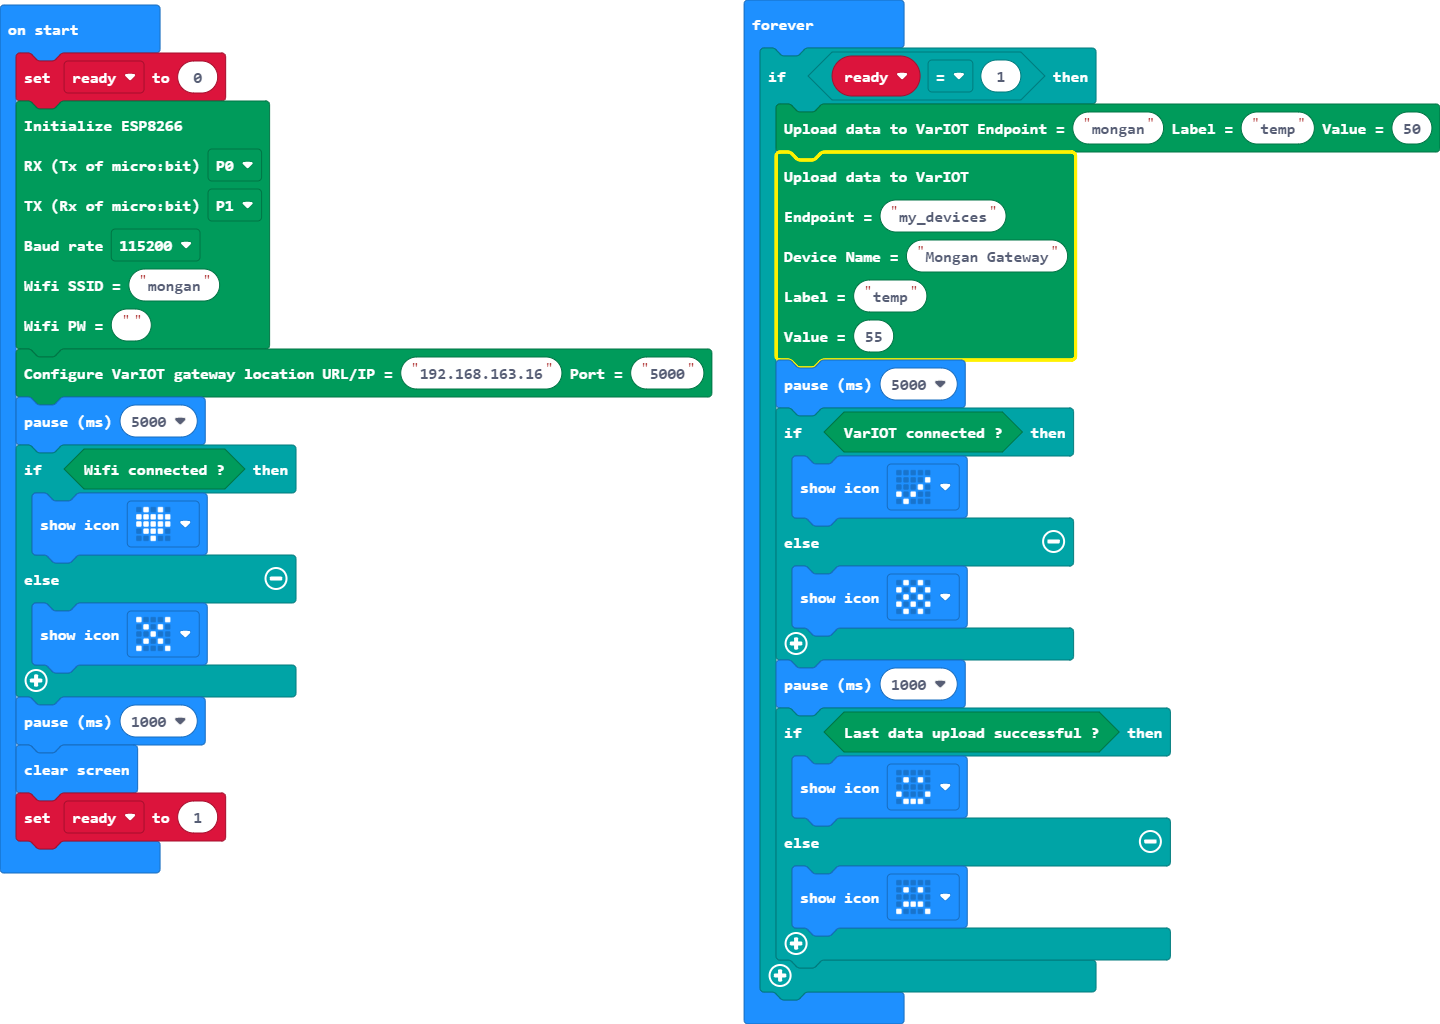 on start
set ready to 0
Initialize ESP8266
RX (Tx of micro:bit) P0
TX (Rx of micro:bit) P1
Baud rate 115200
Wifi SSID = "mongan"
Wifi PW = " "
Configure VarIOT gateway location URL/IP = "192.168.163.16" Port = "5000"
pause (ms) 5000
if Wifi connected ? then
show icon
else
show icon
pause (ms) 1000
clear screen
set ready to 1
forever
if ready = 1 then
Upload data to VarIOT Endpoint = "mongan" Label = "temp" Value = 50
Upload data to VarIOT
Endpoint = "my_devices"
Device Name = "Mongan Gateway"
Label = "temp"
Value = 55
pause (ms) 5000
if VarIOT connected ? then
show icon
else
show icon
pause (ms) 1000
if Last data upload successful ? then
show icon
else
show icon